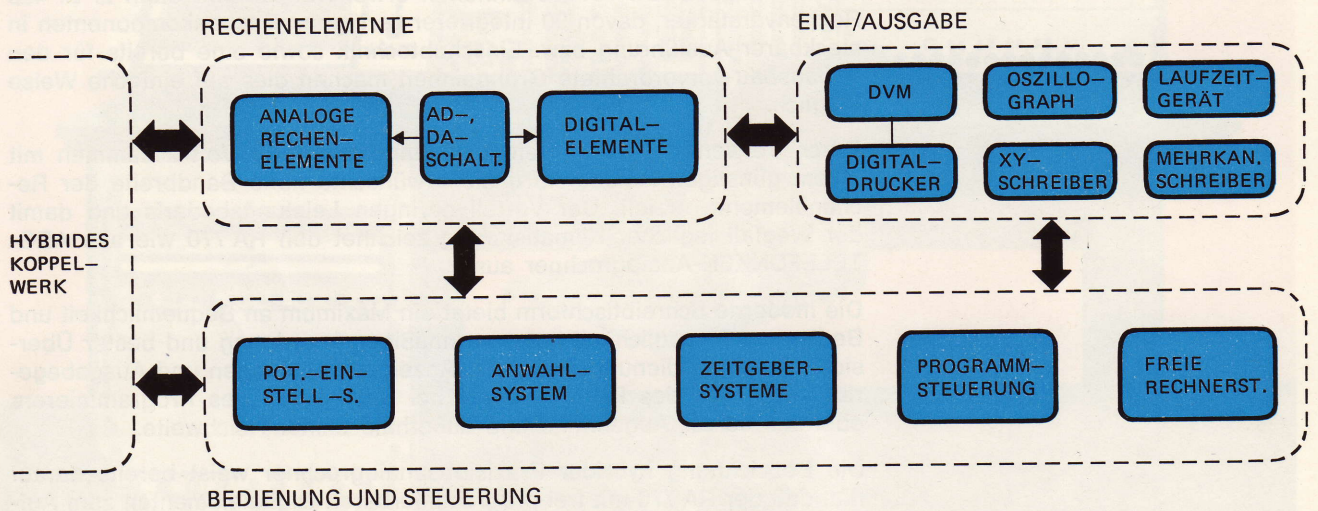 RECHENELEMENTE
EIN-/AUSGABE
ANALOGE
RECHEN-
ELEMENTE
AD-,
DA-
SCHALT.
DIGITAL-
ELEMENTE
DVM
OSZILLO-
GRAPH
LAUFZEIT-
GERÄT
DIGITAL-
DRUCKER
XY-
SCHREIBER
MEHRKAN.
SCHREIBER
HYBRIDES
KOPPEL-
WERK
POT.-EIN-
STELL -S.
ANWAHL-
SYSTEM
ZEITGEBER-
SYSTEME
PROGRAMM-
STEUERUNG
FREIE
RECHNERST.
BEDIENUNG UND STEUERUNG